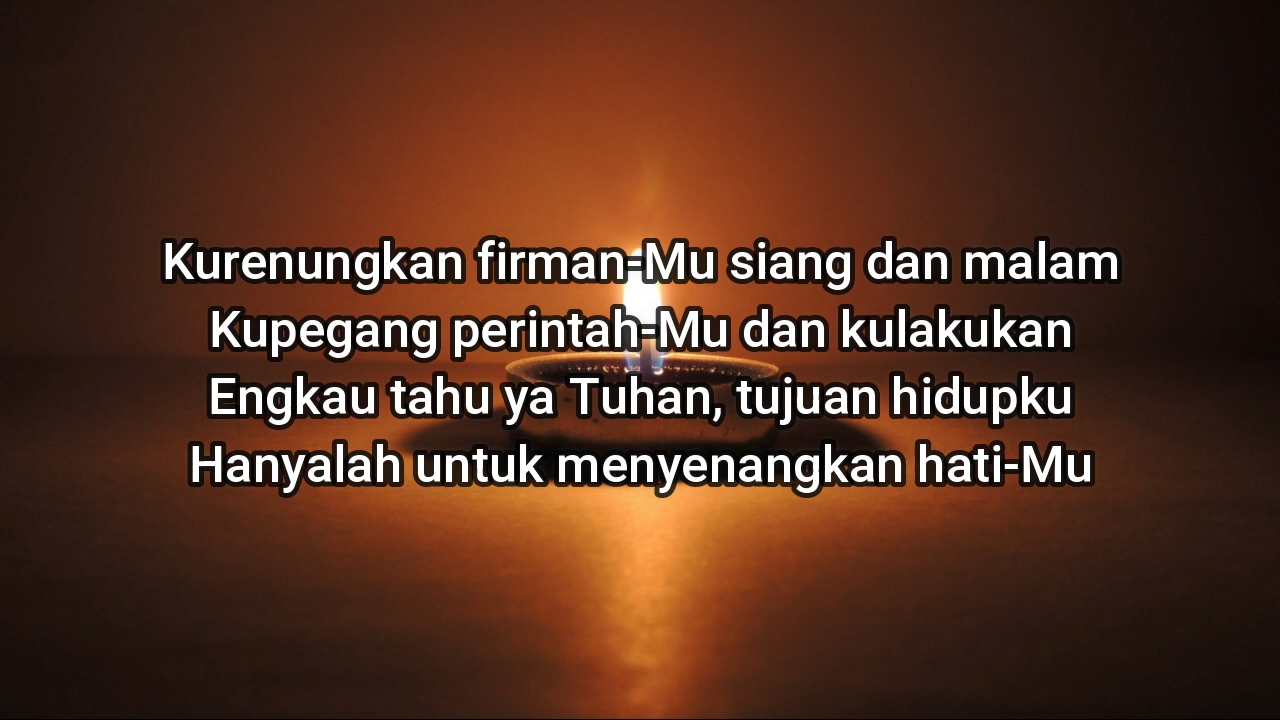 Kurenungkan firman-Mu siang dan malam
Kupegang perintah-Mu dan kulakukan
Engkau tahu ya Tuhan, tujuan hidupku
Hanyalah untuk menyenangkan hati-Mu